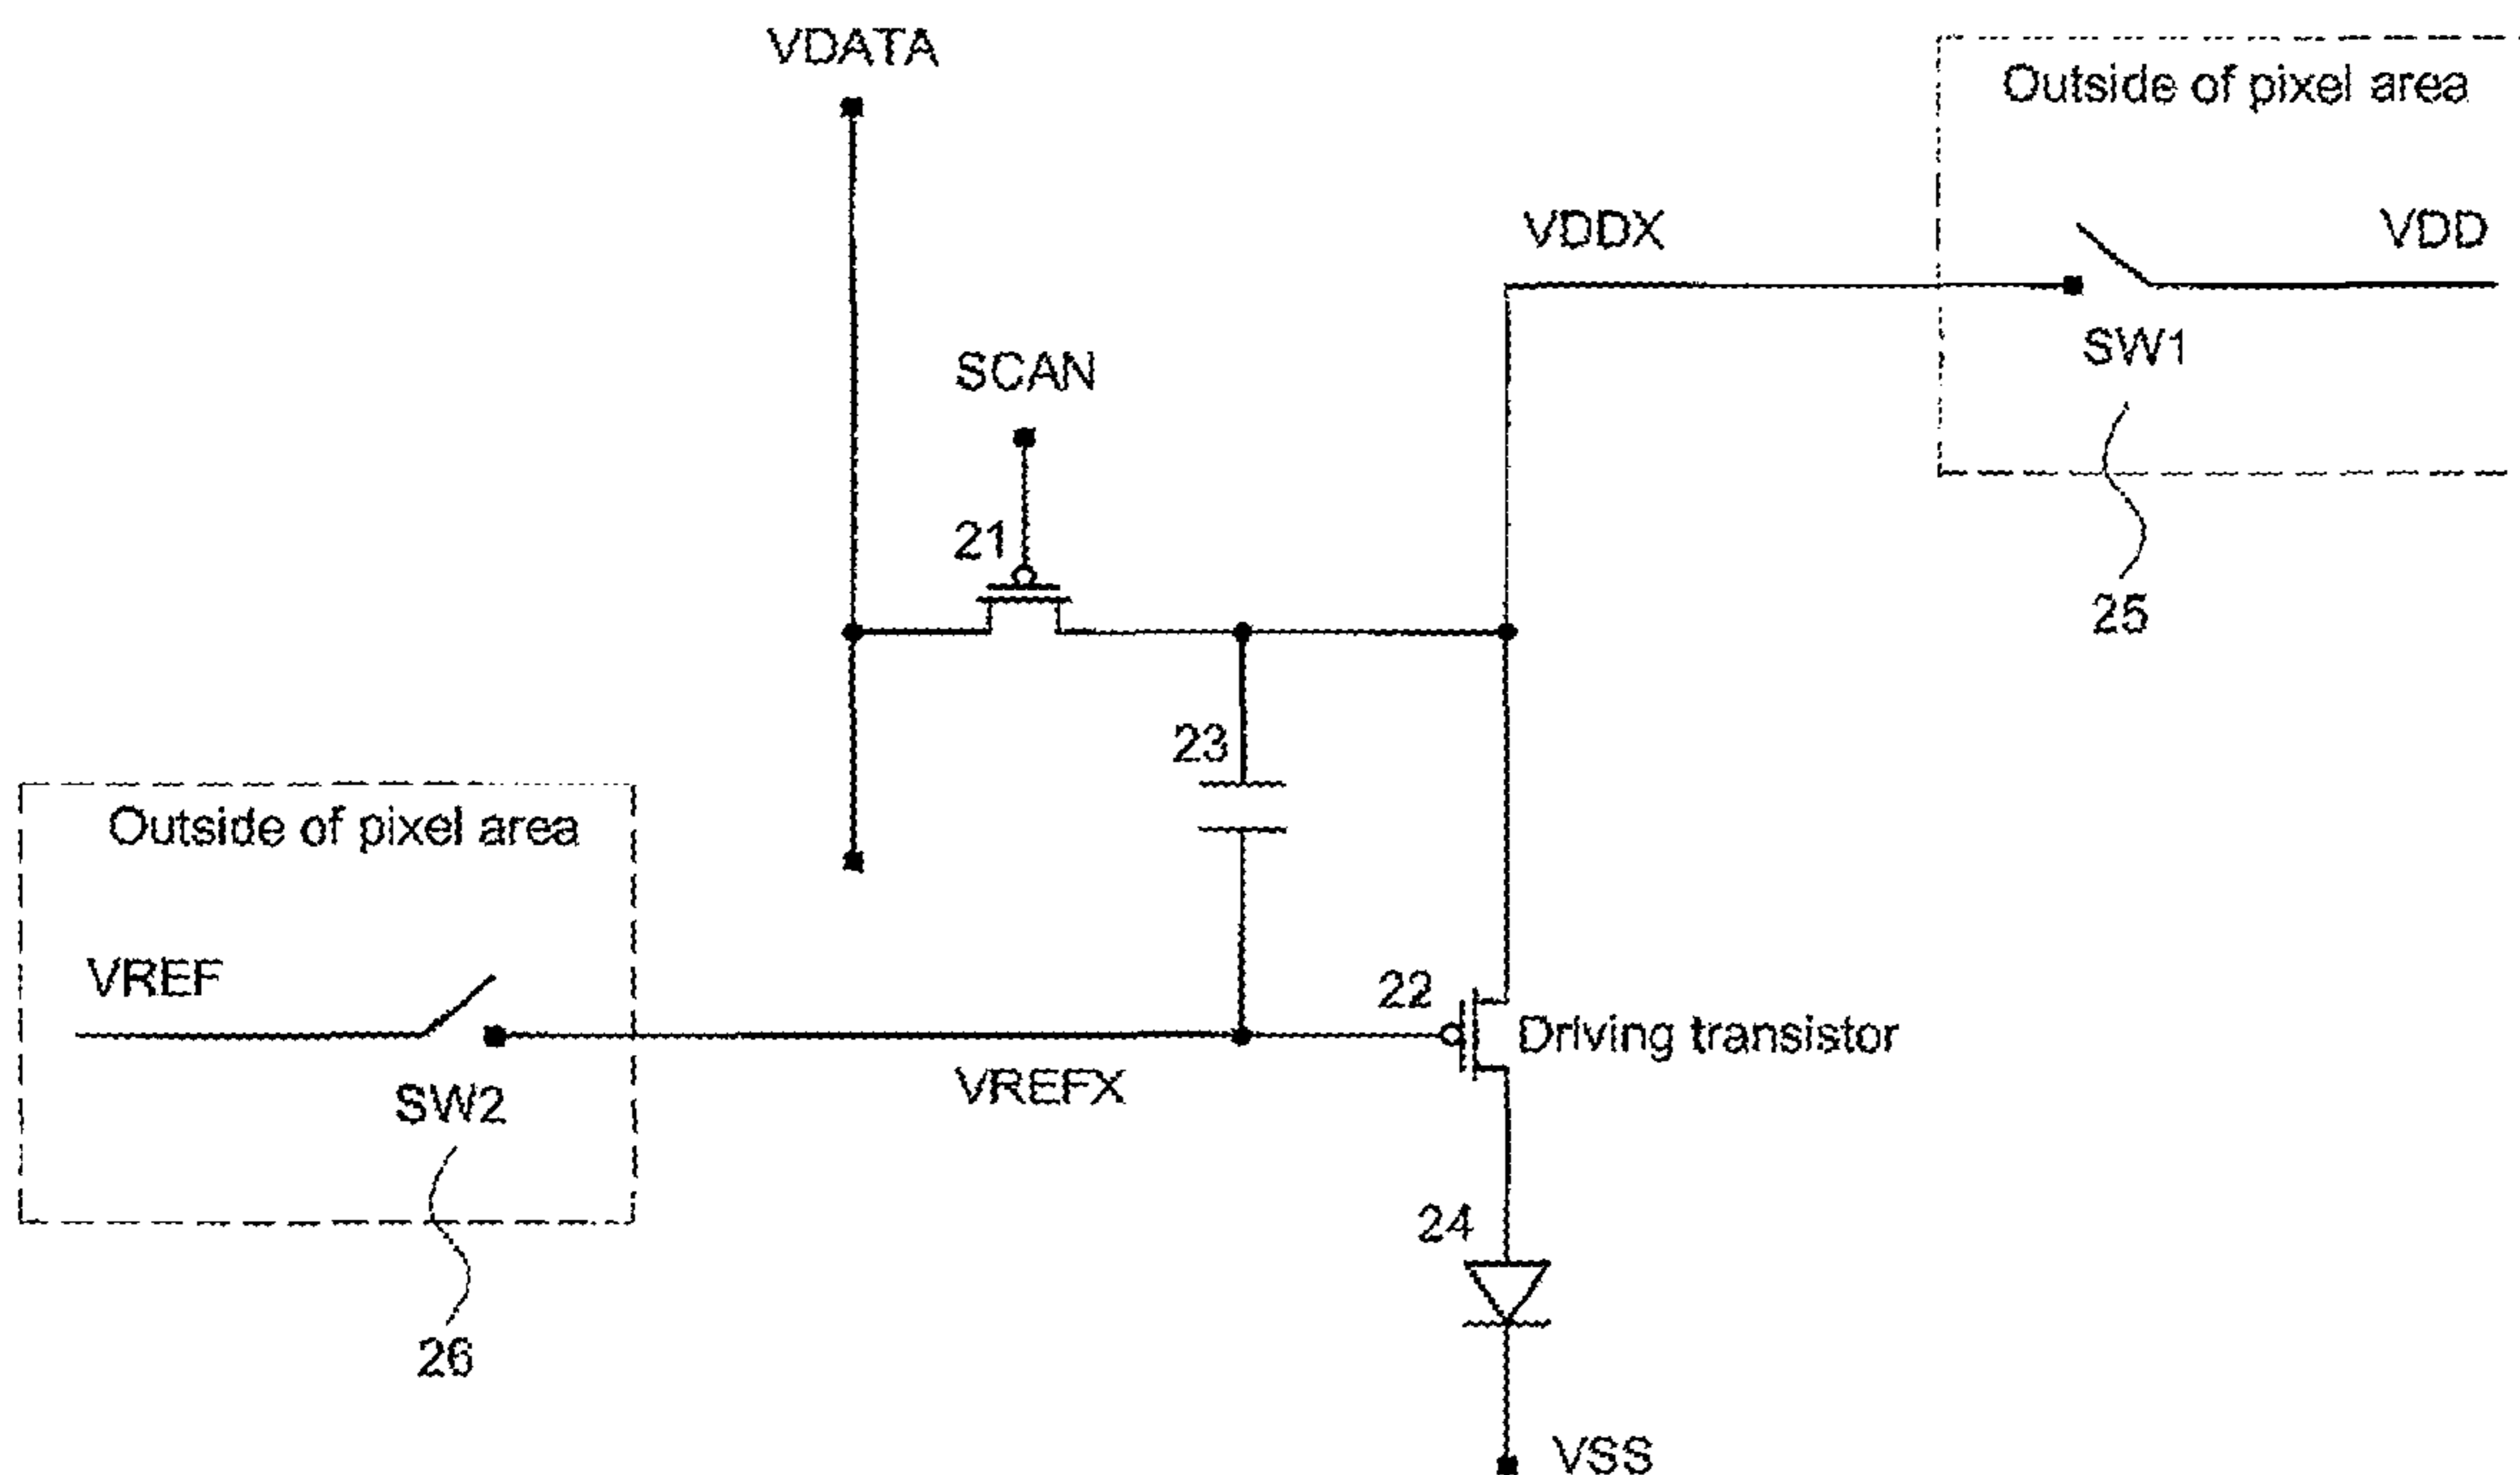 VDATA
Outside of pixel area
VDDX
VDD
SW1
SCAN
21
25
23
Outside of pixel area
VREF
22
Driving transistor
SW2
VREFX
24
26
VSS